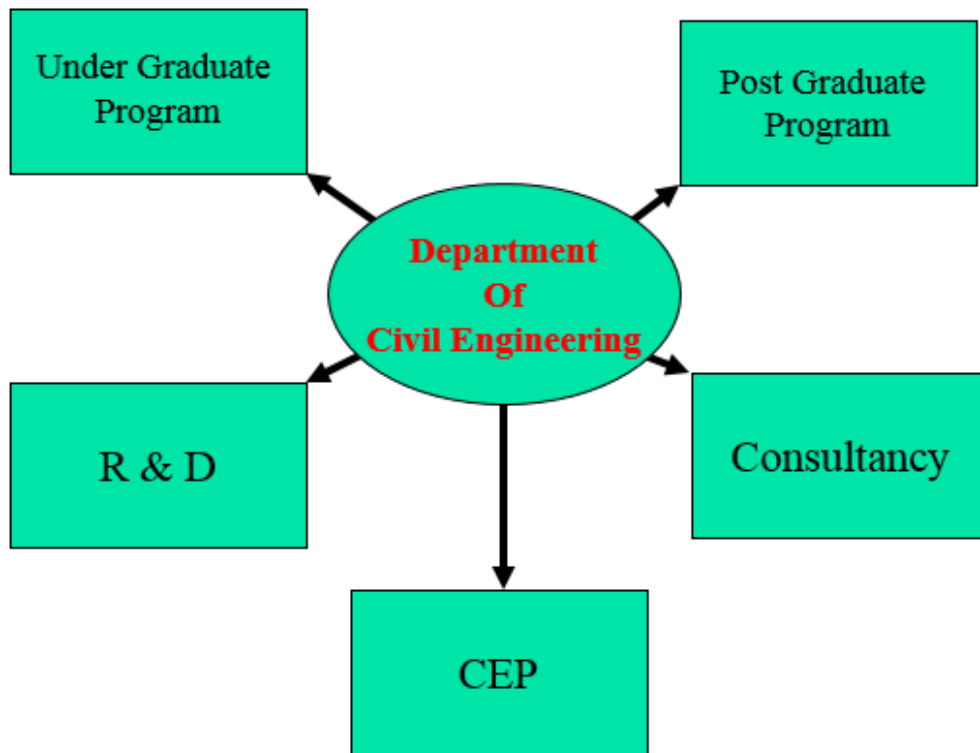 Under Graduate
Program
Post Graduate
Program
Department
Of
Civil Engineering
R & D
Consultancy
CEP